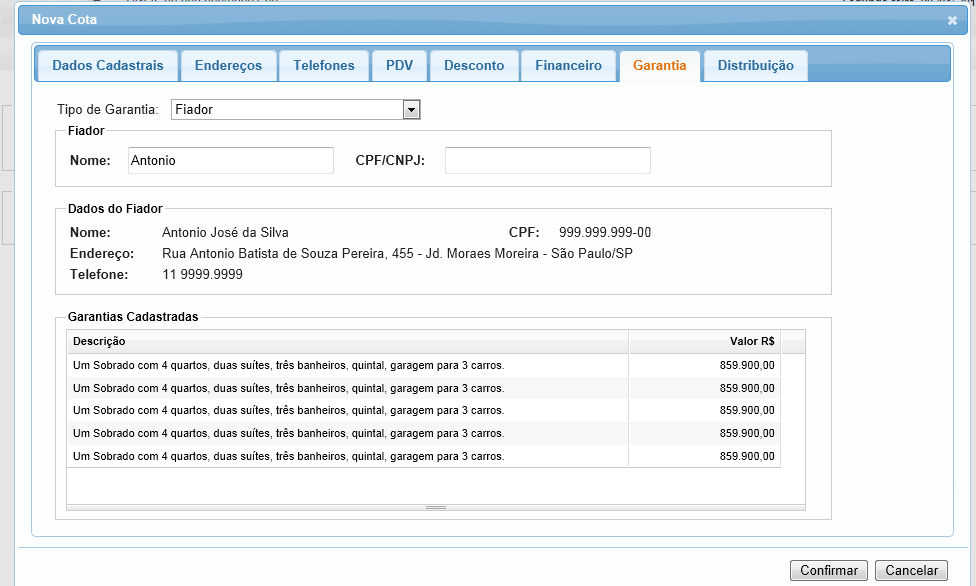 Nova Cota
Dados Cadastrais Endereços Telefones PDV Desconto Financeiro Garantia Distribuição
Tipo de Garantia: Fiador
Fiador
Nome: Antonio CPF/CNPJ:
Dados do Fiador
Nome: Antonio José da Silva CPF: 999.999.999-00
Endereço: Rua Antonio Batista de Souza Pereira, 455 - Jd. Moraes Moreira - São Paulo/SP
Telefone: 11 9999.9999
Garantias Cadastradas
Descrição Valor R$
Um Sobrado com 4 quartos, duas suítes, três banheiros, quintal, garagem para 3 carros. 859.900,00
Um Sobrado com 4 quartos, duas suítes, três banheiros, quintal, garagem para 3 carros. 859.900,00
Um Sobrado com 4 quartos, duas suítes, três banheiros, quintal, garagem para 3 carros. 859.900,00
Um Sobrado com 4 quartos, duas suítes, três banheiros, quintal, garagem para 3 carros. 859.900,00
Um Sobrado com 4 quartos, duas suítes, três banheiros, quintal, garagem para 3 carros. 859.900,00
Confirmar Cancelar